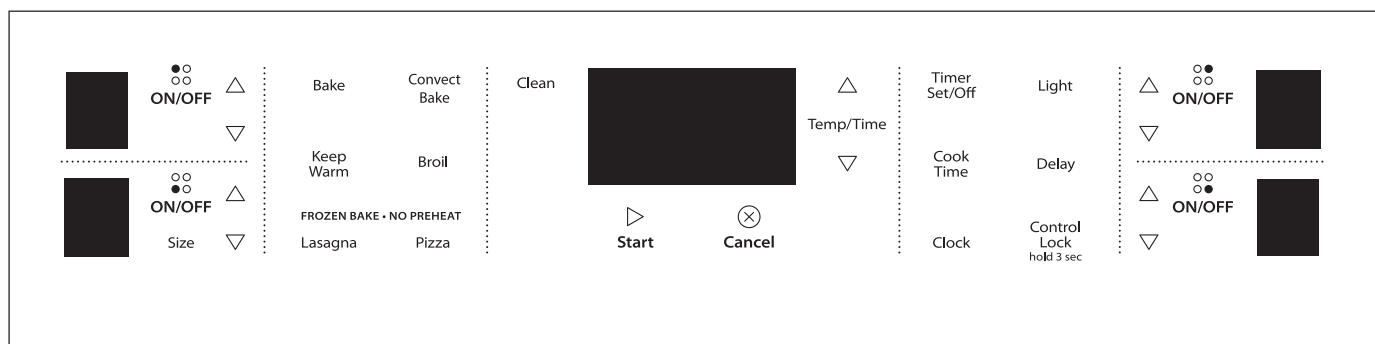 ON/OFF
ON/OFF
Size
Bake
Convect
Bake
Keep
Warm
Broil
FROZEN BAKE • NO PREHEAT
Lasagna
Pizza
Clean
Start
Cancel
Temp/Time
Timer
Set/Off
Light
Cook
Time
Delay
Clock
Control
Lock
hold 3 sec
ON/OFF
ON/OFF